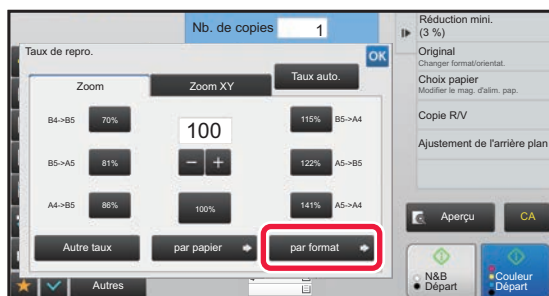 Nb. de copies 1
Taux de repro.
OK
Zoom
Zoom XY
Taux auto.
B4->B5 70%
100
115% B5->A4
B5->A5 81%
− +
122% A5->B5
A4->B5 86%
100%
141% A5->A4
Autre taux
par papier
par format
Autres
Réduction mini.
(3 %)
Original
Changer format/orientat.
Choix papier
Modifier le mag. d'alim. pap.
Copie R/V
Ajustement de l'arrière plan
Aperçu
CA
N&B
Départ
Couleur
Départ